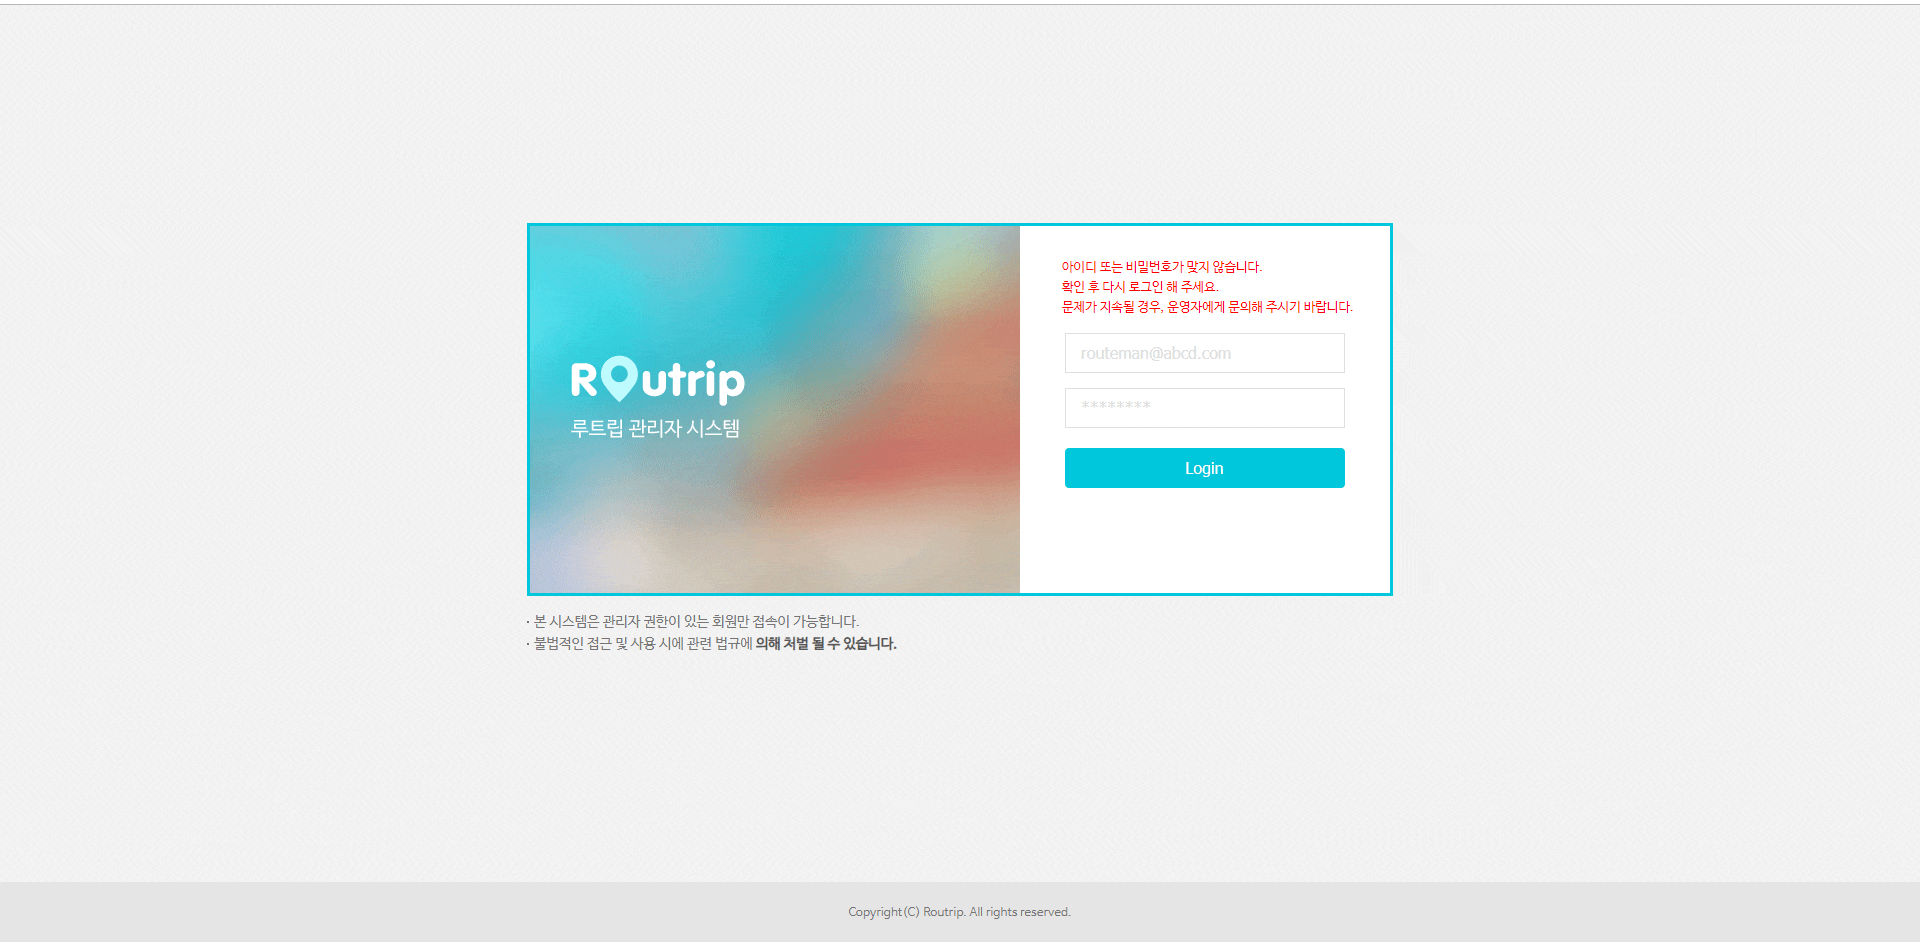 아이디 또는 비밀번호가 맞지 않습니다.
확인 후 다시 로그인 해 주세요.
문제가 지속될 경우, 운영자에게 문의해 주시기 바랍니다.
routeman@abcd.com
********
Login
Routrip
루트립 관리자 시스템
· 본 시스템은 관리자 권한이 있는 회원만 접속이 가능합니다.
· 불법적인 접근 및 사용 시에 관련 법규에 의해 처벌 될 수 있습니다.
Copyright(C) Routrip. All rights reserved.